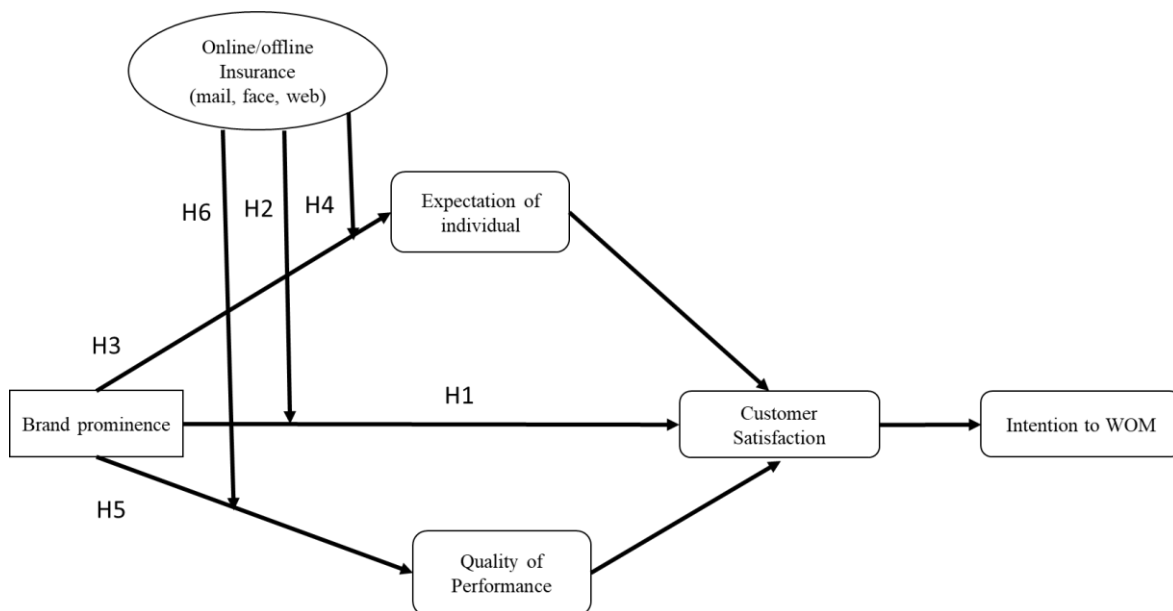 Online/offline
Insurance
(mail, face, web)
H6
H2
H4
Expectation of
individual
H3
H1
Brand prominence
Customer
Satisfaction
Intention to WOM
H5
Quality of
Performance